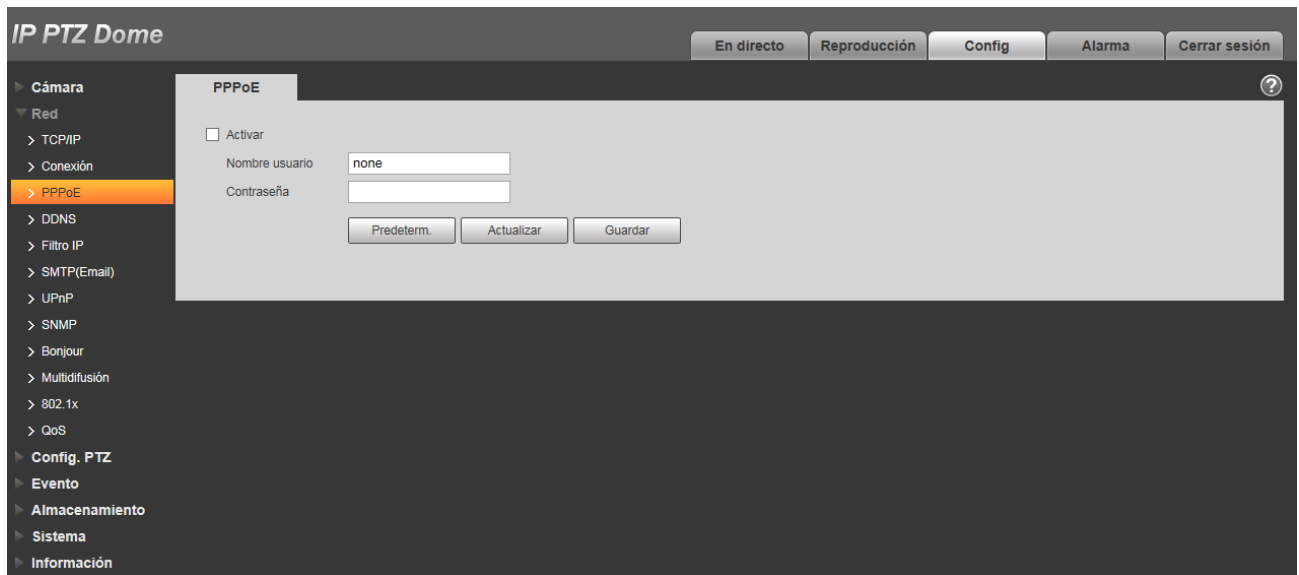 IP PTZ Dome
En directo
Reproducción
Config
Alarma
Cerrar sesión
Cámara
Red
TCP/IP
Conexión
PPPoE
DDNS
Filtro IP
SMTP(Email)
UPnP
SNMP
Bonjour
Multidifusión
802.1x
QoS
Config. PTZ
Evento
Almacenamiento
Sistema
Información
PPPoE
?
Activar
Nombre usuario none
Contraseña
Predeterm. Actualizar Guardar